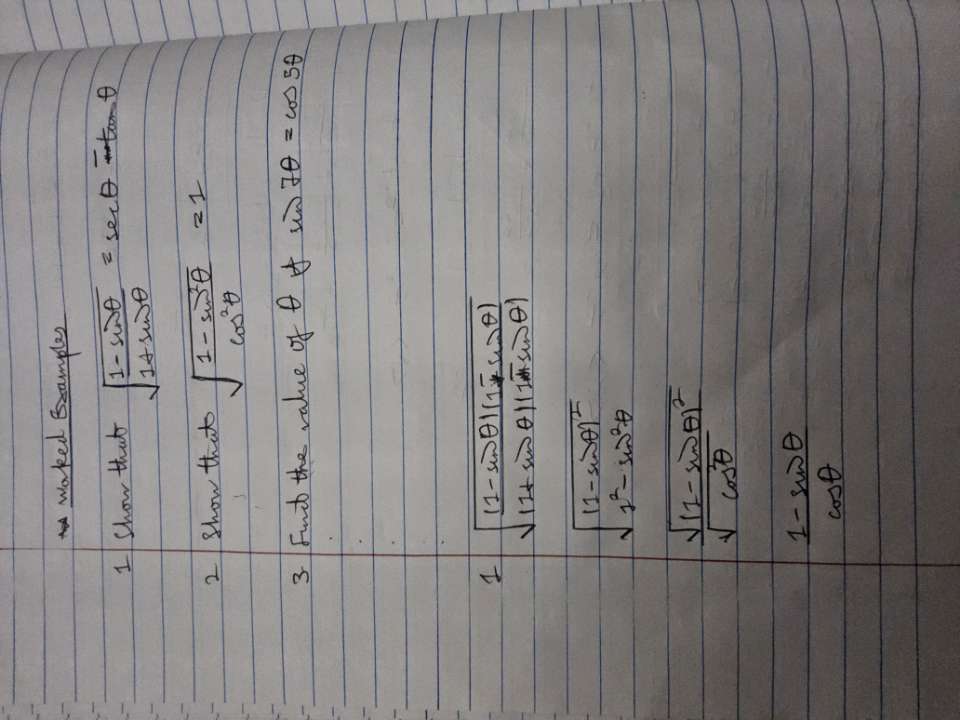 Worked Examples
1 Show that √((1 - sinθ)/(1 + sinθ)) = secθ - tanθ
2 Show that √((1 - sin²θ)/(cos²θ)) = 1
3 Find the value of θ if sin 7θ = cos 5θ
1 √(((1 - sinθ)(1 - sinθ))/((1 + sinθ)(1 - sinθ)))
√((1 - sinθ)²/(1² - sin²θ))
√(1 - sinθ)²/√(cos²θ)
(1 - sinθ)/(cosθ)